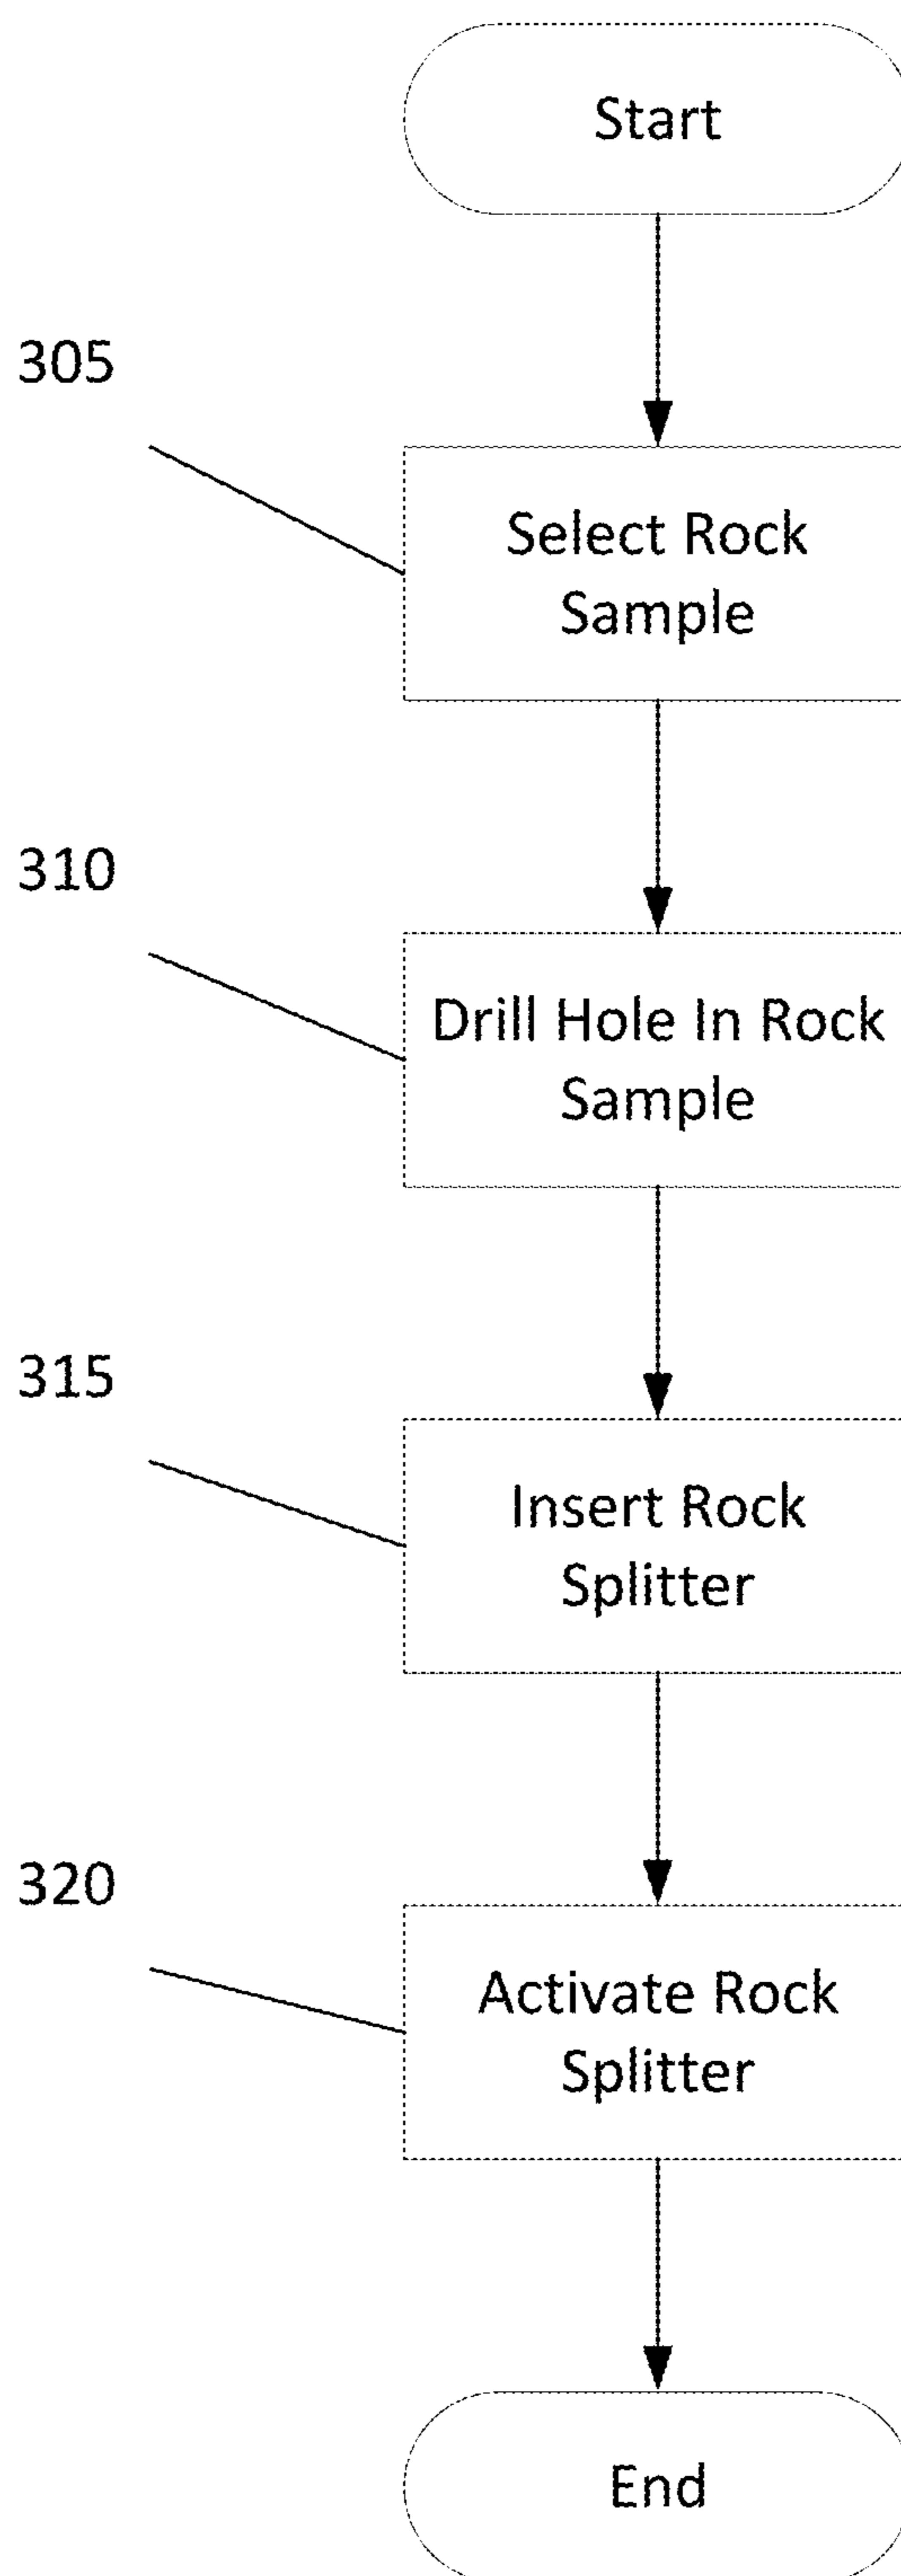 Start
305
Select Rock
Sample
310
Drill Hole In Rock
Sample
315
Insert Rock
Splitter
320
Activate Rock
Splitter
End